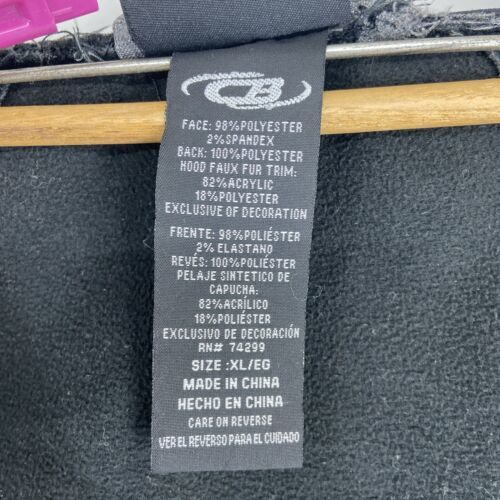 CB
FACE: 98%POLYESTER
2%SPANDEX
BACK: 100%POLYESTER
HOOD FAUX FUR TRIM:
82%ACRYLIC
18%POLYESTER
EXCLUSIVE OF DECORATION
FRENTE: 98%POLIÉSTER
2% ELASTANO
REVÉS: 100%POLIÉSTER
PELAJE SINTETICO DE
CAPUCHA:
82%ACRÍLICO
18%POLIÉSTER
EXCLUSIVO DE DECORACIÓN
RN# 74299
SIZE :XL/EG
MADE IN CHINA
HECHO EN CHINA
CARE ON REVERSE
VER EL REVERSO PARA EL CUIDADO